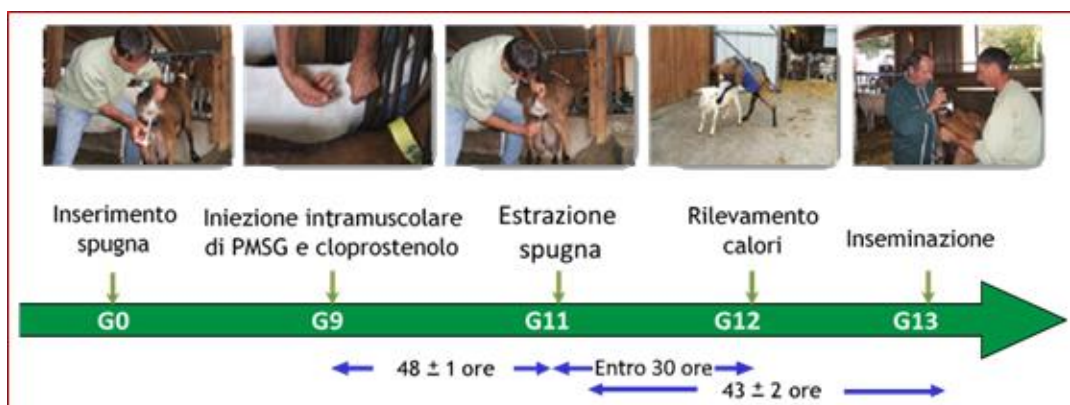 Inserimento
spugna
Iniezione intramuscolare
di PMSG e cloprostenolo
Estrazione
spugna
Rilevamento
calori
Inseminazione
G0
G9
G11
G12
G13
48 ± 1 ore
Entro 30 ore
43 ± 2 ore